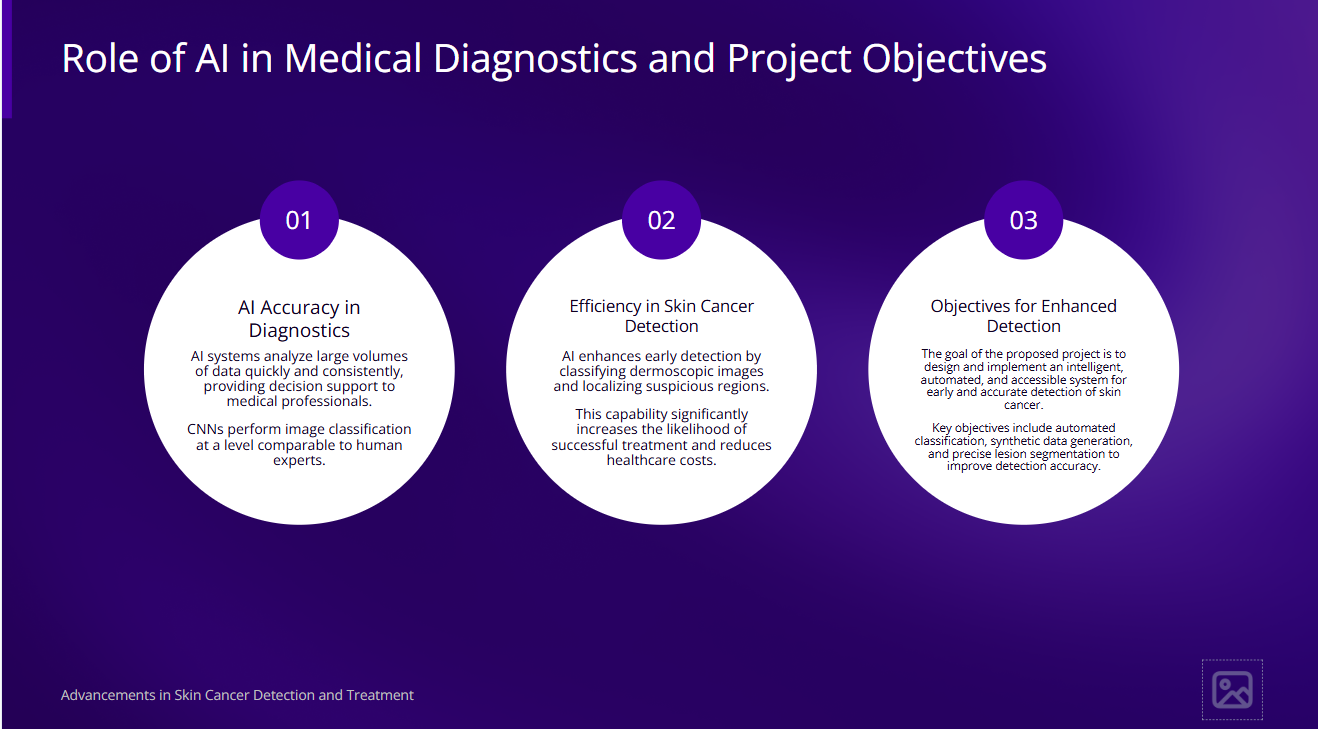 Role of AI in Medical Diagnostics and Project Objectives
01
AI Accuracy in
Diagnostics
AI systems analyze large volumes
of data quickly and consistently,
providing decision support to
medical professionals.
CNNs perform image classification
at a level comparable to human
experts.
02
Efficiency in Skin Cancer
Detection
AI enhances early detection by
classifying dermoscopic images
and localizing suspicious regions.
This capability significantly
increases the likelihood of
successful treatment and reduces
healthcare costs.
03
Objectives for Enhanced
Detection
The goal of the proposed project is to
design and implement an intelligent,
automated, and accessible system for
early and accurate detection of skin
cancer.
Key objectives include automated
classification, synthetic data generation,
and precise lesion segmentation to
improve detection accuracy.
Advancements in Skin Cancer Detection and Treatment